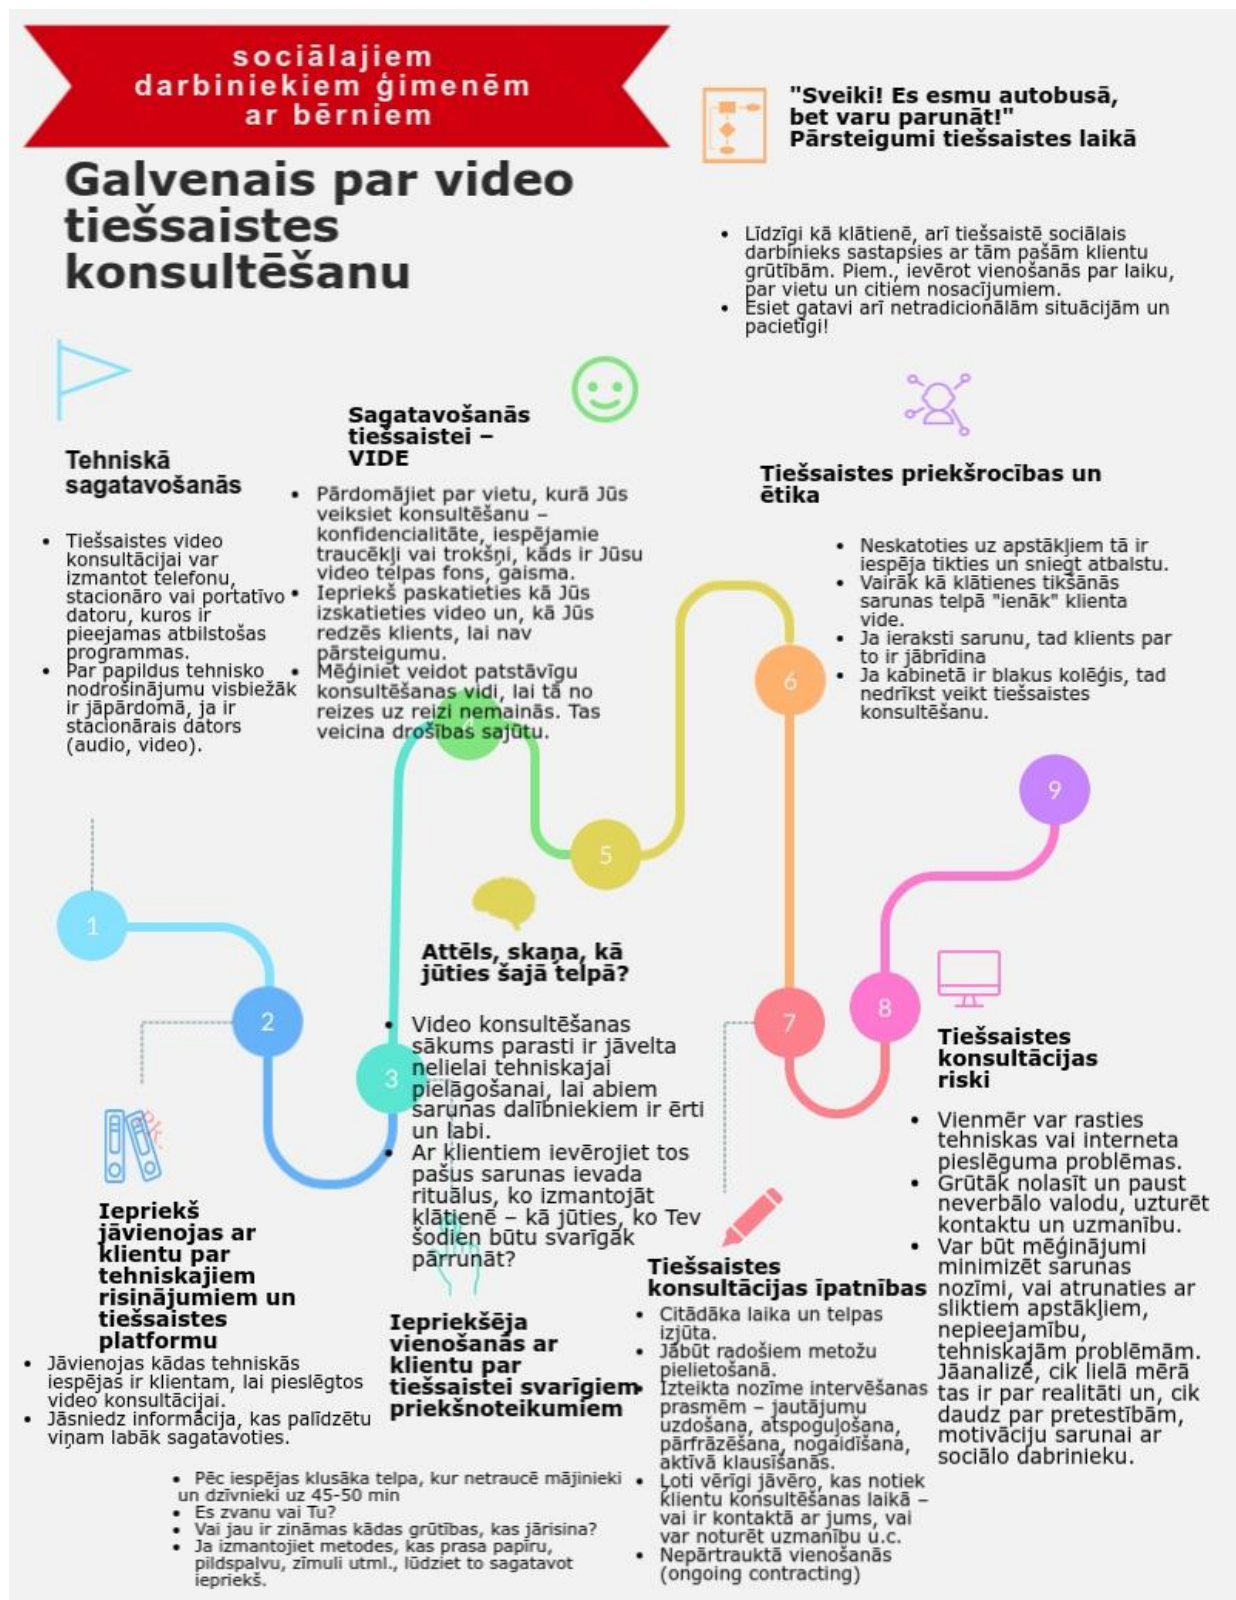 sociālajiem
darbiniekiem ģimenēm
ar bērniem
Galvenais par video
tiešsaistes
konsultēšanu
"Sveiki! Es esmu autobusā,
bet varu parunāt!"
Pārsteigumi tiešsaistes laikā
• Līdzīgi kā klātienē, arī tiešsaistē sociālais
darbinieks sastapsies ar tām pašām klientu
grūtībām. Piem., ievērot vienošanās par laiku,
par vietu un citiem nosacījumiem.
• Esiet gatavi arī netradicionālām situācijām un
pacietīgi!
Tehniskā
sagatavošanās
• Tiešsaistes video
konsultācijai var
izmantot telefonu,
stacionāro vai portatīvo
datoru, kuros ir
pieejamas atbilstošas
programmas.
• Par papildus tehnisko
nodrošinājumu visbiežāk
ir jāpārdomā, ja ir
stacionārais dators
(audio, video).
Sagatavošanās
tiešsaistei –
VIDE
• Pārdomājiet par vietu, kurā Jūs
veiksiet konsultēšanu –
konfidencialitāte, iespējamie
traucēkļi vai trokšņi, kāds ir Jūsu
video telpas fons, gaisma.
• Iepriekš paskatieties kā Jūs
izskatieties video un, kā Jūs
redzēs klients, lai nav
pārsteigumu.
• Mēģiniet veidot patstāvīgu
konsultēšanas vidi, lai tā no
reizes uz reizi nemainās. Tas
veicina drošības sajūtu.
Tiešsaistes priekšrocības un
ētika
• Neskatoties uz apstākļiem tā ir
iespēja tikties un sniegt atbalstu.
• Vairāk kā klātienes tikšānās
sarunas telpā "ienāk" klienta
vide.
• Ja ieraksti sarunu, tad klients par
to ir jābrīdina
• Ja kabinetā ir blakus kolēģis, tad
nedrīkst veikt tiešsaistes
konsultēšanu.
1
2
3
4
5
6
7
8
9
plk.
Iepriekš
jāvienojas ar
klientu par
tehniskajiem
risinājumiem un
tiešsaistes
platformu
• Jāvienojas kādas tehniskās
iespējas ir klientam, lai pieslēgtos
video konsultācijai.
• Jāsniedz informācija, kas palīdzētu
viņam labāk sagatavoties.
Attēls, skaņa, kā
jūties šajā telpā?
• Video konsultēšanas
sākums parasti ir jāvelta
nelielai tehniskajai
pielāgošanai, lai abiem
sarunas dalībniekiem ir ērti
un labi.
• Ar klientiem ievērojiet tos
pašus sarunas ievada
rituālus, ko izmantojāt
klātienē – kā jūties, ko Tev
šodien būtu svarīgāk
pārrunāt?
Iepriekšēja
vienošanās ar
klientu par
tiešsaistei svarīgiem
priekšnoteikumiem
• Pēc iespējas klusāka telpa, kur netraucē mājinieki
un dzīvnieki uz 45-50 min
• Es zvanu vai Tu?
• Vai jau ir zināmas kādas grūtības, kas jārisina?
• Ja izmantojiet metodes, kas prasa papīru,
pildspalvu, zīmuli utml., lūdziet to sagatavot
iepriekš.
Tiešsaistes
konsultācijas īpatnības
• Citādāka laika un telpas
izjūta.
• Jābūt radošiem metožu
pielietošanā.
• Izteikta nozīme intervēšanas
prasmēm – jautājumu
uzdošana, atspoguļošana,
pārfrāzēšana, nogaidīšana,
aktīvā klausīšanās.
• Ļoti vērīgi jāvēro, kas notiek
klientu konsultēšanas laikā –
vai ir kontaktā ar jums, vai
var noturēt uzmanību u.c.
• Nepārtrauktā vienošanās
(ongoing contracting)
Tiešsaistes
konsultācijas
riski
• Vienmēr var rasties
tehniskas vai interneta
pieslēguma problēmas.
• Grūtāk nolasīt un paust
neverbālo valodu, uzturēt
kontaktu un uzmanību.
• Var būt mēģinājumi
minimizēt sarunas
nozīmi, vai atrunaties ar
sliktiem apstākļiem,
nepieejamību,
tehniskajām problēmām.
Jāanalizē, cik lielā mērā
tas ir par realitāti un, cik
daudz par pretestībām,
motivāciju sarunai ar
sociālo dabrinieku.